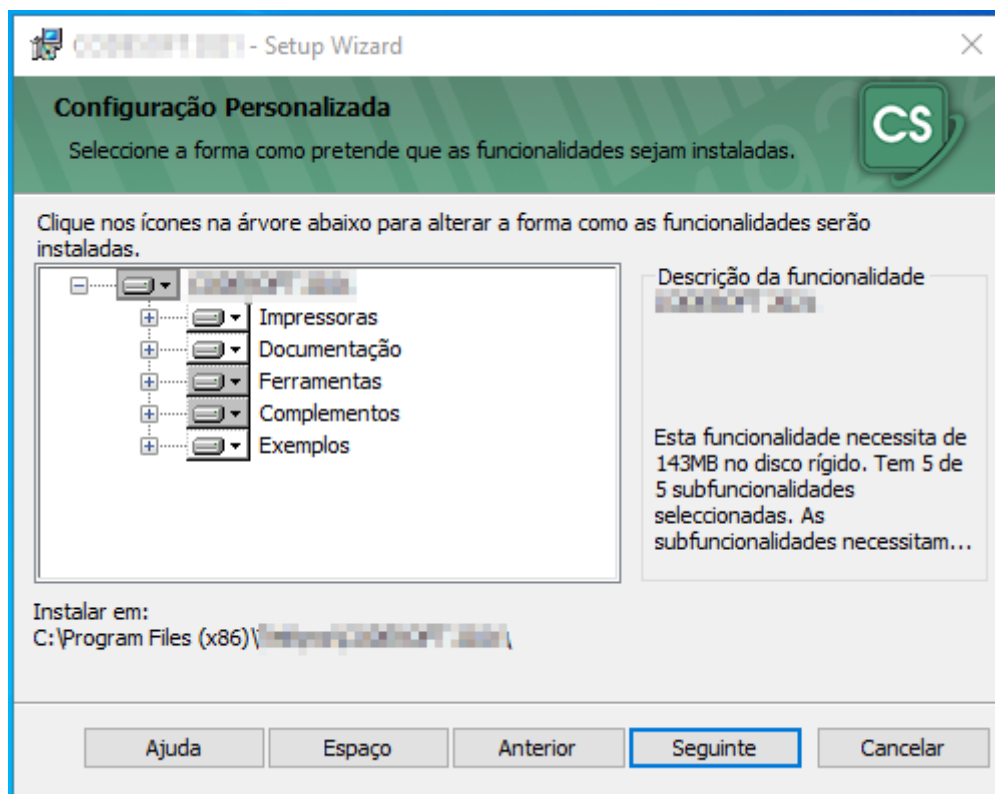 - Setup Wizard
Configuração Personalizada
Seleccione a forma como pretende que as funcionalidades sejam instaladas.
CS
Clique nos ícones na árvore abaixo para alterar a forma como as funcionalidades serão
instaladas.
Impressoras
Documentação
Ferramentas
Complementos
Exemplos
Descrição da funcionalidade
Esta funcionalidade necessita de
143MB no disco rígido. Tem 5 de
5 subfuncionalidades
seleccionadas. As
subfuncionalidades necessitam...
Instalar em:
C:\Program Files (x86)\ \
Ajuda
Espaço
Anterior
Seguinte
Cancelar